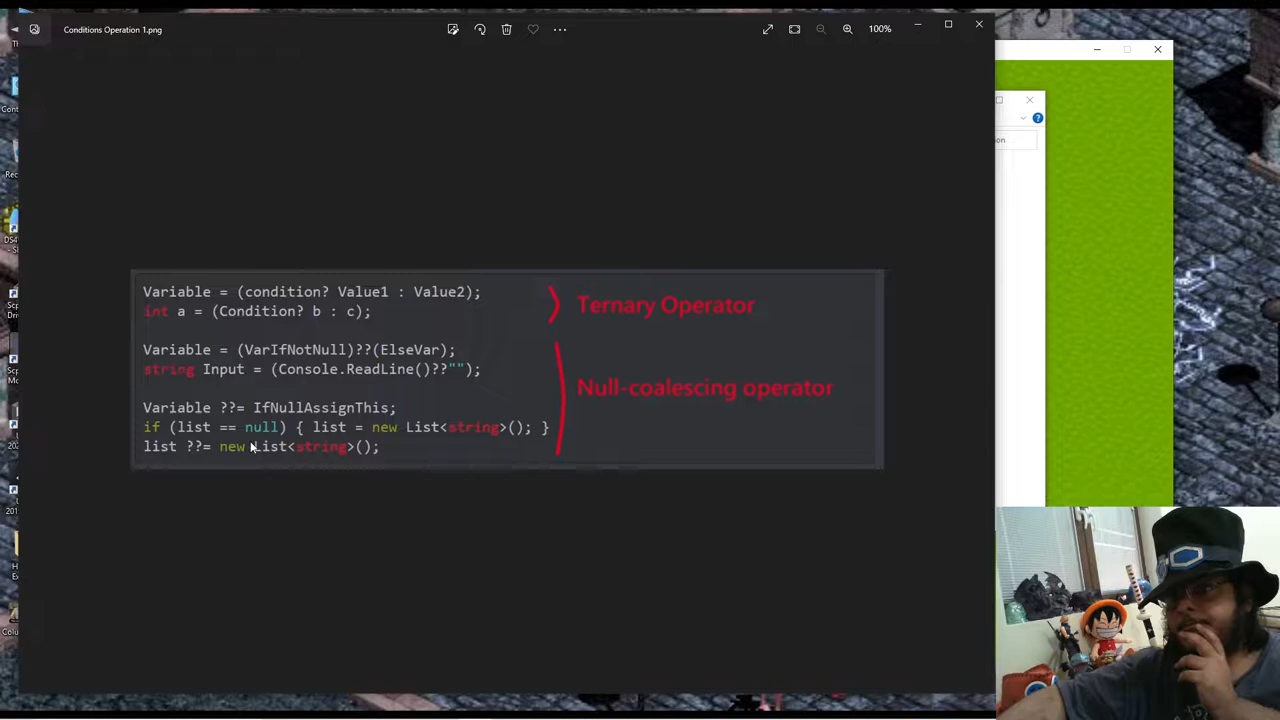 Conditions Operation 1.png
100%
Variable = (condition? Value1 : Value2);
int a = (Condition? b : c);
Ternary Operator
Variable = (VarIfNotNull)??(ElseVar);
string Input = (Console.ReadLine()??"");
Null-coalescing operator
Variable ??= IfNullAssignThis;
if (list == null) { list = new List<string>(); }
list ??= new List<string>();